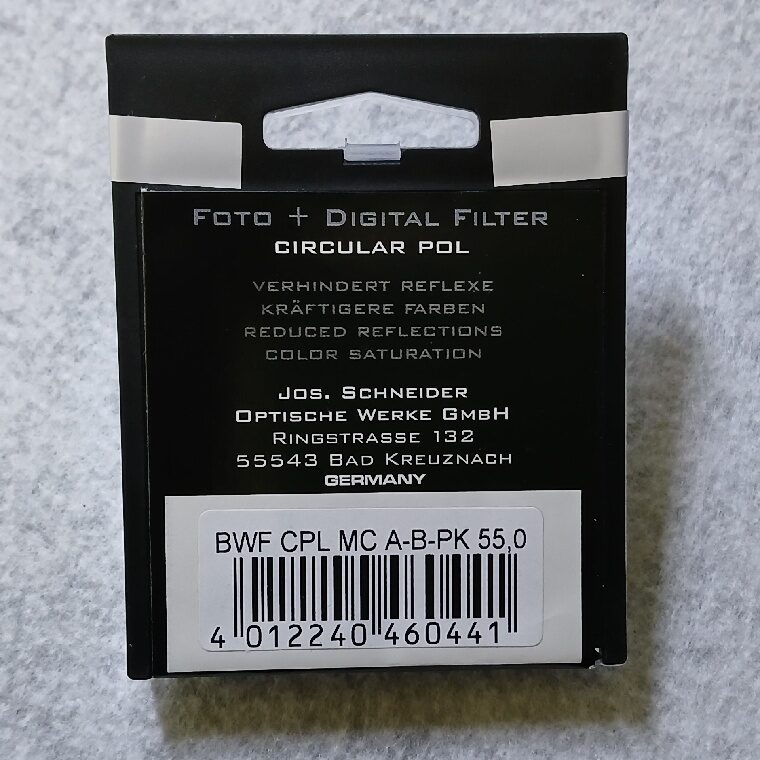 FOTO + DIGITAL FILTER
CIRCULAR POL
VERHINDERT REFLEXE
KRÄFTIGERE FARBEN
REDUCED REFLECTIONS
COLOR SATURATION
JOS. SCHNEIDER
OPTISCHE WERKE GMBH
RINGSTRASSE 132
55543 BAD KREUZNACH
GERMANY
BWF CPL MC A-B-PK 55,0
4 012240 460441